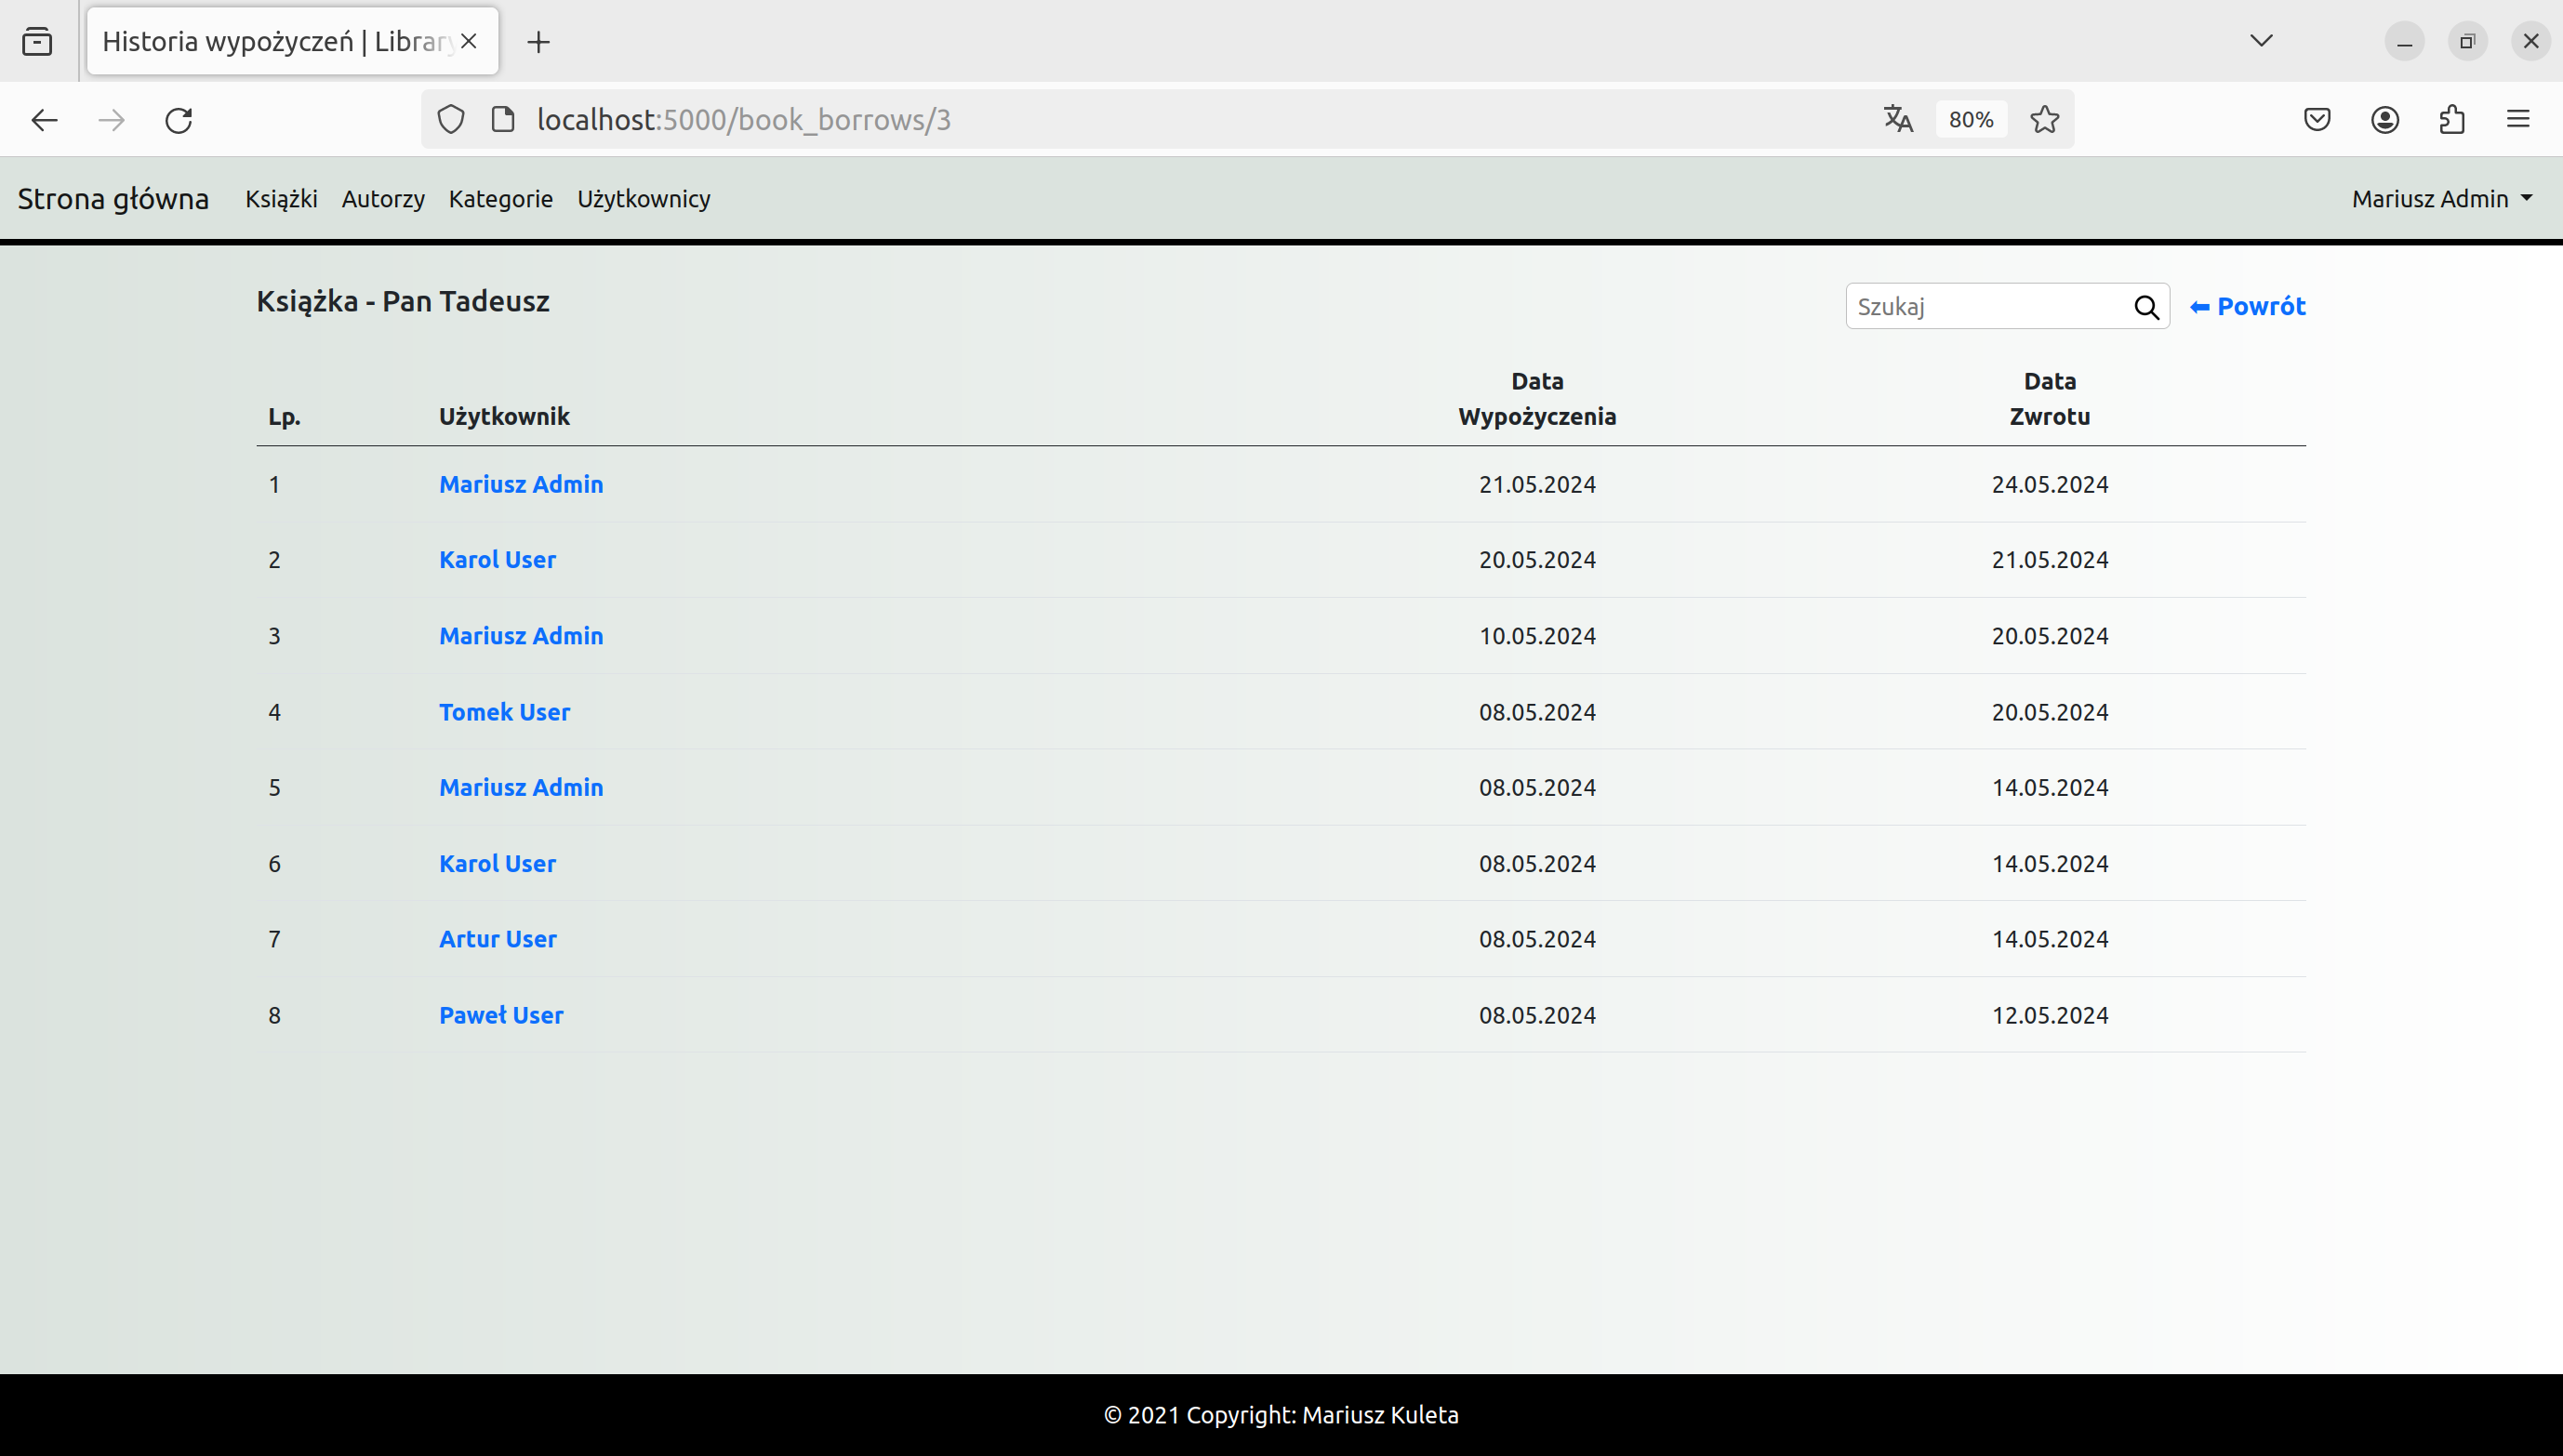 Historia wypożyczeń | Library
localhost:5000/book_borrows/3
80%
Strona główna Książki Autorzy Kategorie Użytkownicy Mariusz Admin
Książka - Pan Tadeusz
Szukaj
Powrót
Lp. Użytkownik Data Wypożyczenia Data Zwrotu
1 Mariusz Admin 21.05.2024 24.05.2024
2 Karol User 20.05.2024 21.05.2024
3 Mariusz Admin 10.05.2024 20.05.2024
4 Tomek User 08.05.2024 20.05.2024
5 Mariusz Admin 08.05.2024 14.05.2024
6 Karol User 08.05.2024 14.05.2024
7 Artur User 08.05.2024 14.05.2024
8 Paweł User 08.05.2024 12.05.2024
© 2021 Copyright: Mariusz Kuleta